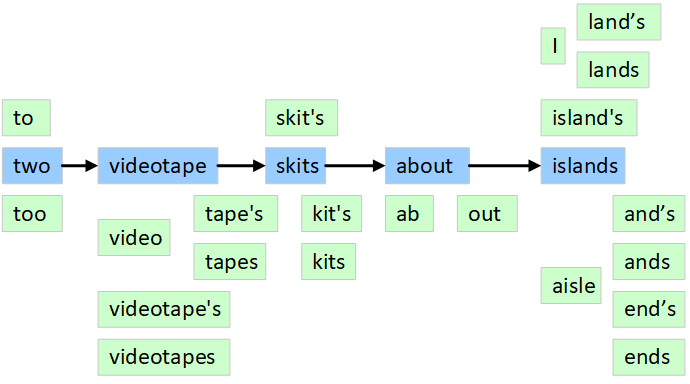 land’s
I
lands
to
skit's
island's
two
videotape
skits
about
islands
too
tape's
kit's
ab
out
and’s
video
tapes
kits
ands
aisle
videotape's
end’s
videotapes
ends